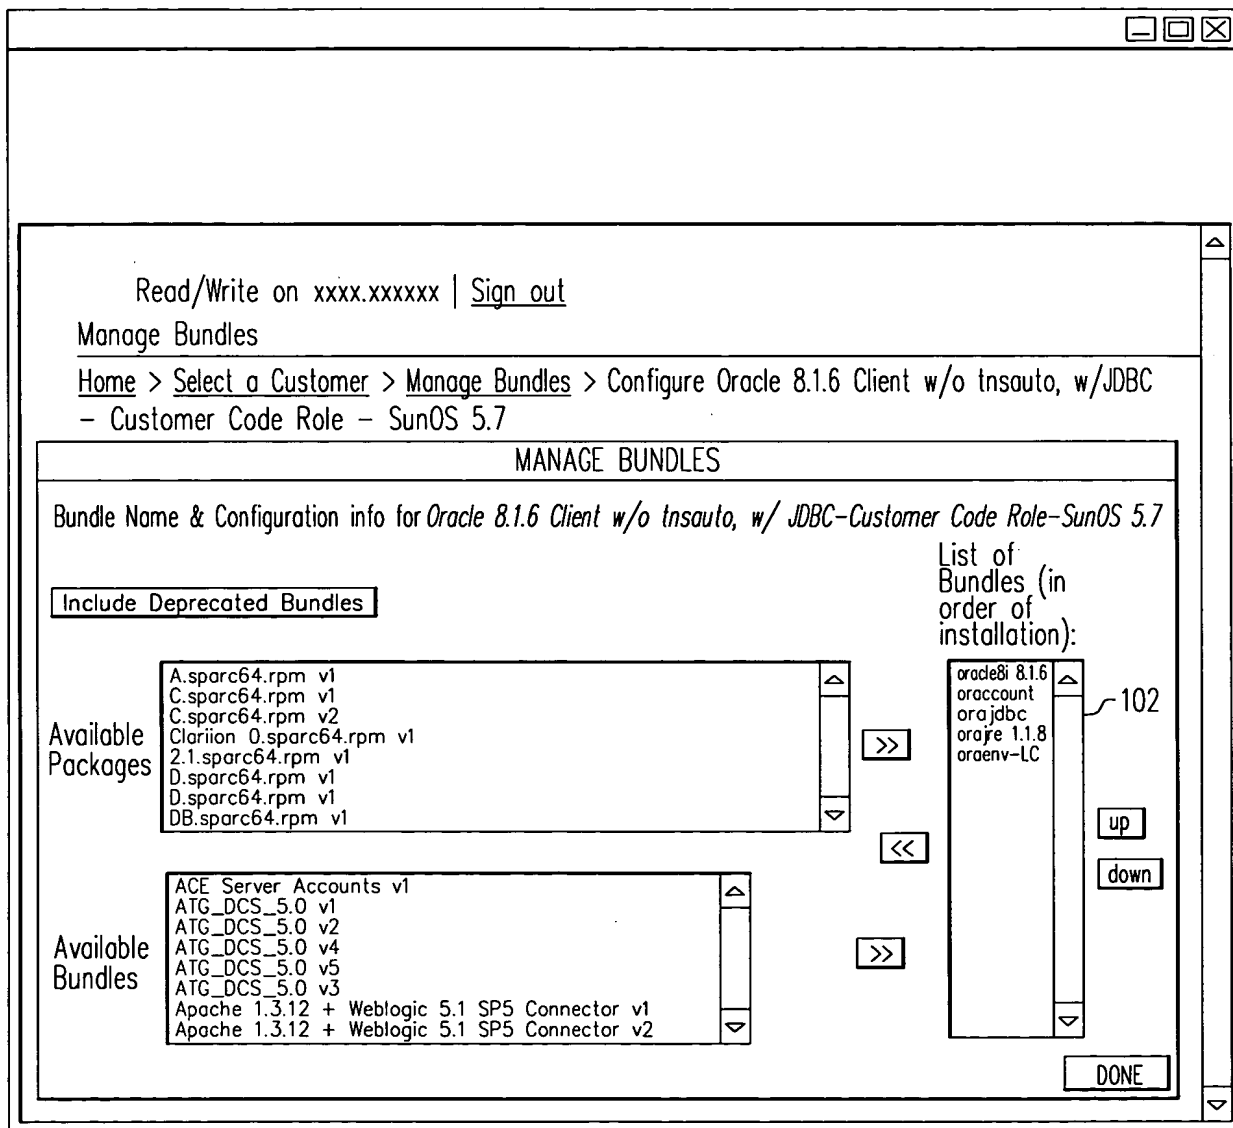 Read/Write on xxxx.xxxxxx | Sign out
Manage Bundles
Home > Select a Customer > Manage Bundles > Configure Oracle 8.1.6 Client w/o tnsauto, w/JDBC
– Customer Code Role – SunOS 5.7
MANAGE BUNDLES
Bundle Name & Configuration info for Oracle 8.1.6 Client w/o tnsauto, w/ JDBC-Customer Code Role-SunOS 5.7
Include Deprecated Bundles
List of
Bundles (in
order of
installation):
Available
Packages
A.sparc64.rpm v1
C.sparc64.rpm v1
C.sparc64.rpm v2
Clariion 0.sparc64.rpm v1
2.1.sparc64.rpm v1
D.sparc64.rpm v1
D.sparc64.rpm v1
DB.sparc64.rpm v1
>>
<<
oracle8i 8.1.6
oraccount
orajdbc
orajre 1.1.8
oraenv-LC
102
up
down
Available
Bundles
ACE Server Accounts v1
ATG_DCS_5.0 v1
ATG_DCS_5.0 v2
ATG_DCS_5.0 v4
ATG_DCS_5.0 v5
ATG_DCS_5.0 v3
Apache 1.3.12 + Weblogic 5.1 SP5 Connector v1
Apache 1.3.12 + Weblogic 5.1 SP5 Connector v2
>>
DONE